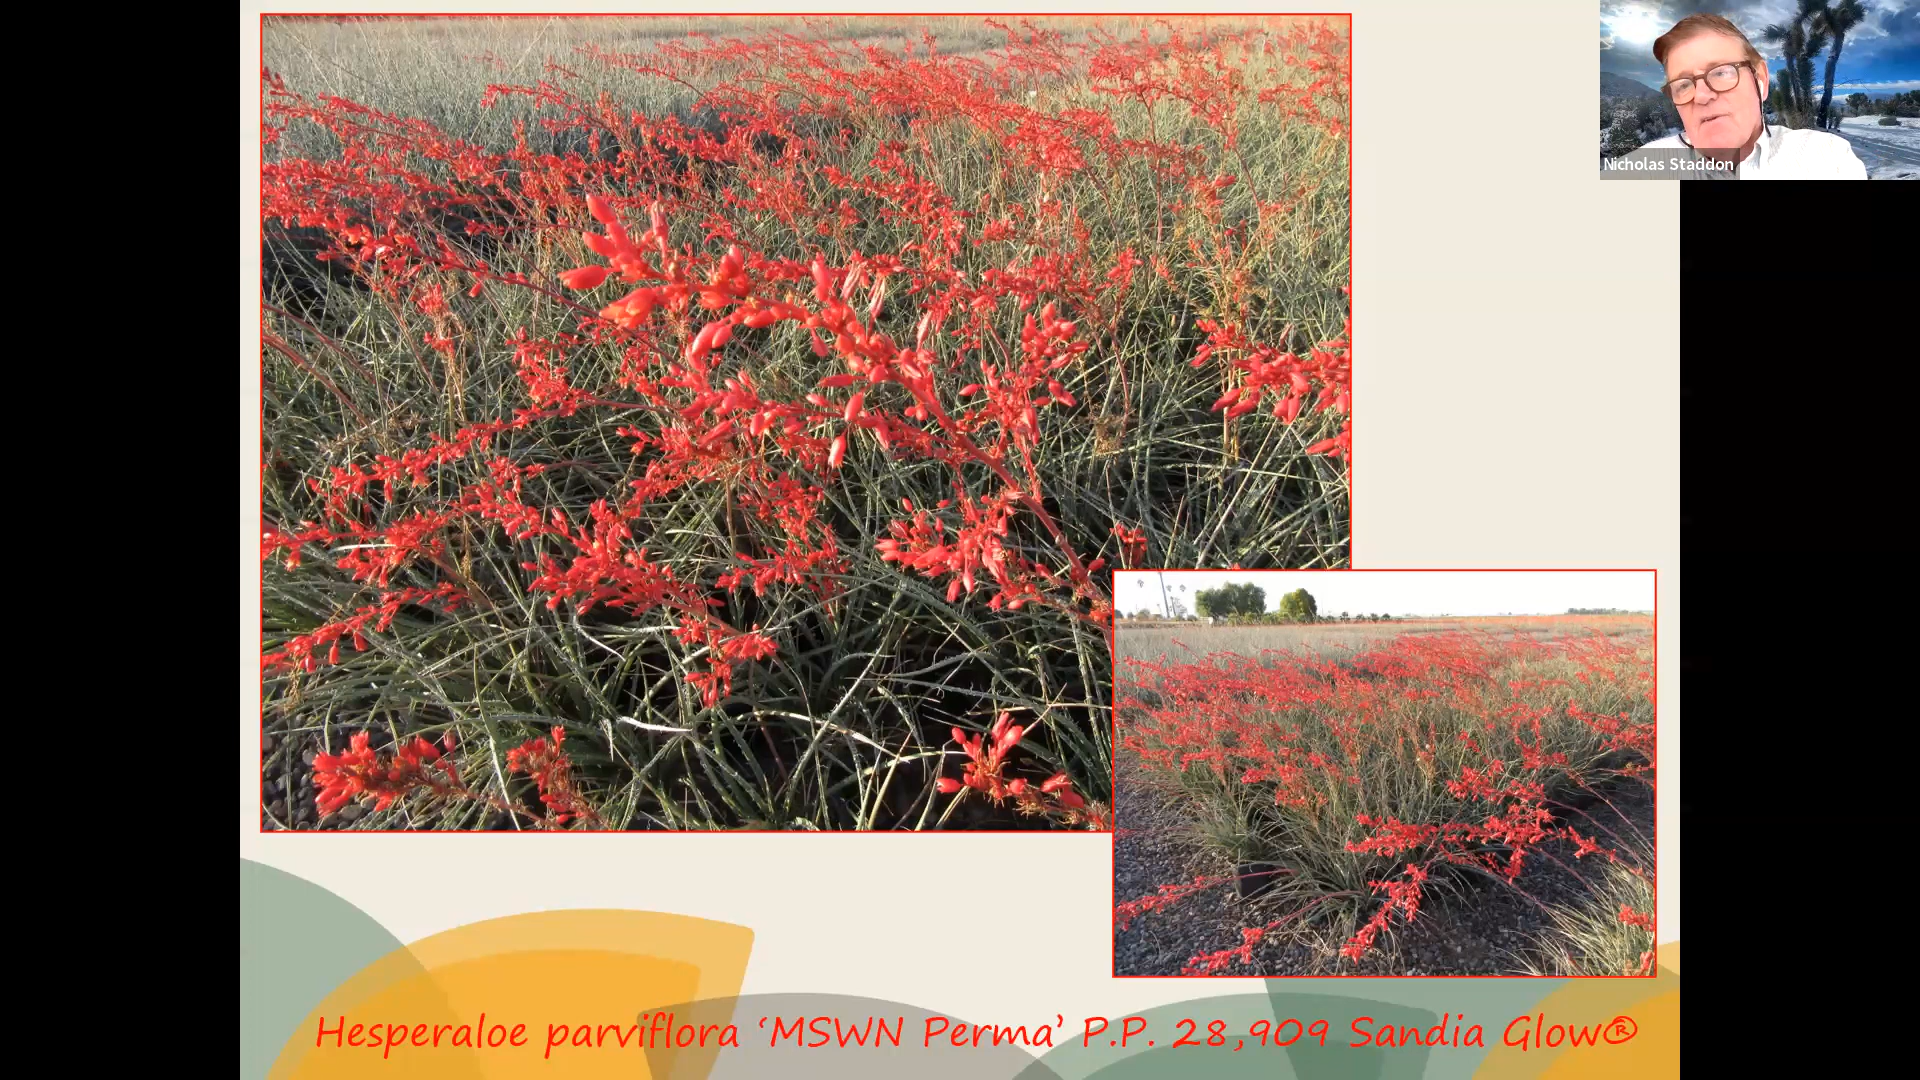 Nicholas Staddon
Hesperaloe parviflora ‘MSWN Perma’ P.P. 28,909 Sandia Glow®